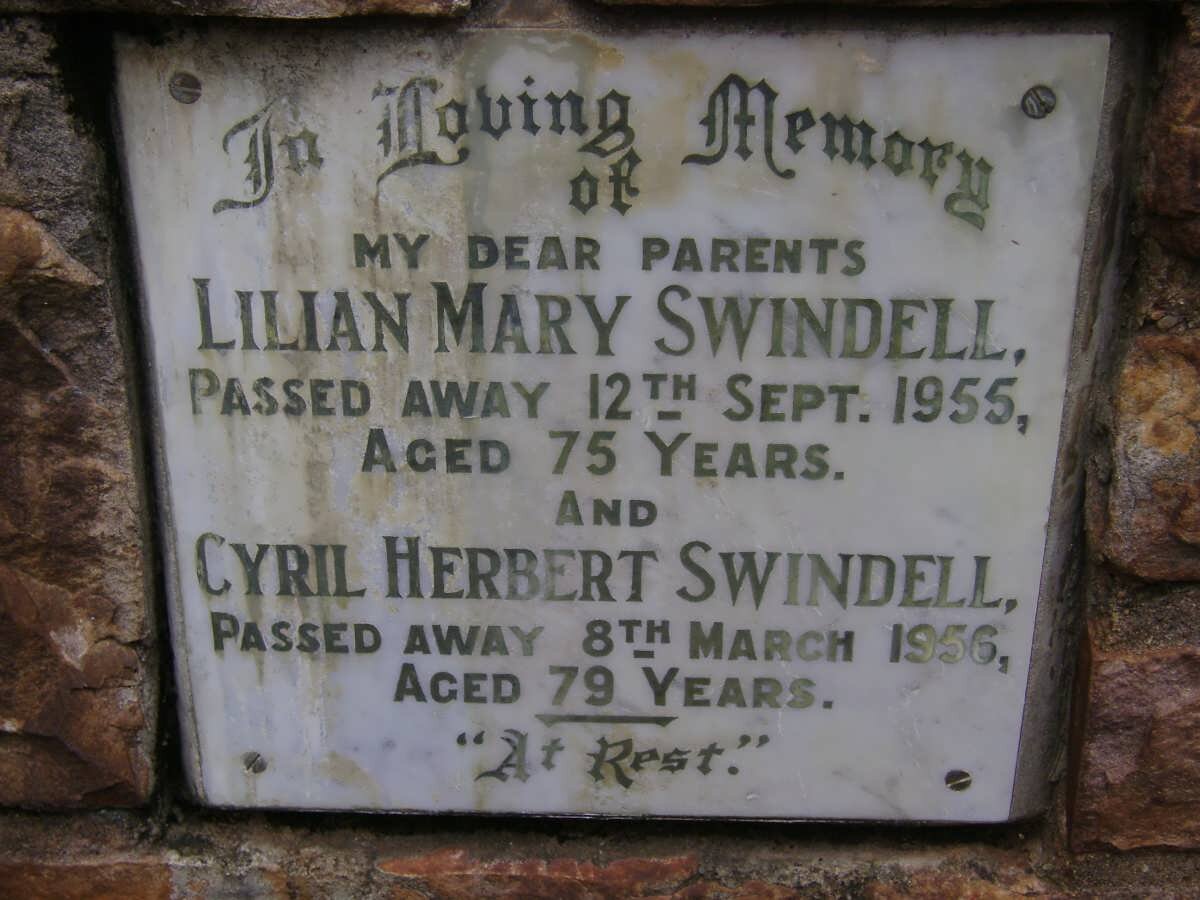 In Loving Memory
of
MY DEAR PARENTS
LILIAN MARY SWINDELL,
PASSED AWAY 12TH SEPT. 1955,
AGED 75 YEARS.
AND
CYRIL HERBERT SWINDELL,
PASSED AWAY 8TH MARCH 1956,
AGED 79 YEARS.
"At Rest."